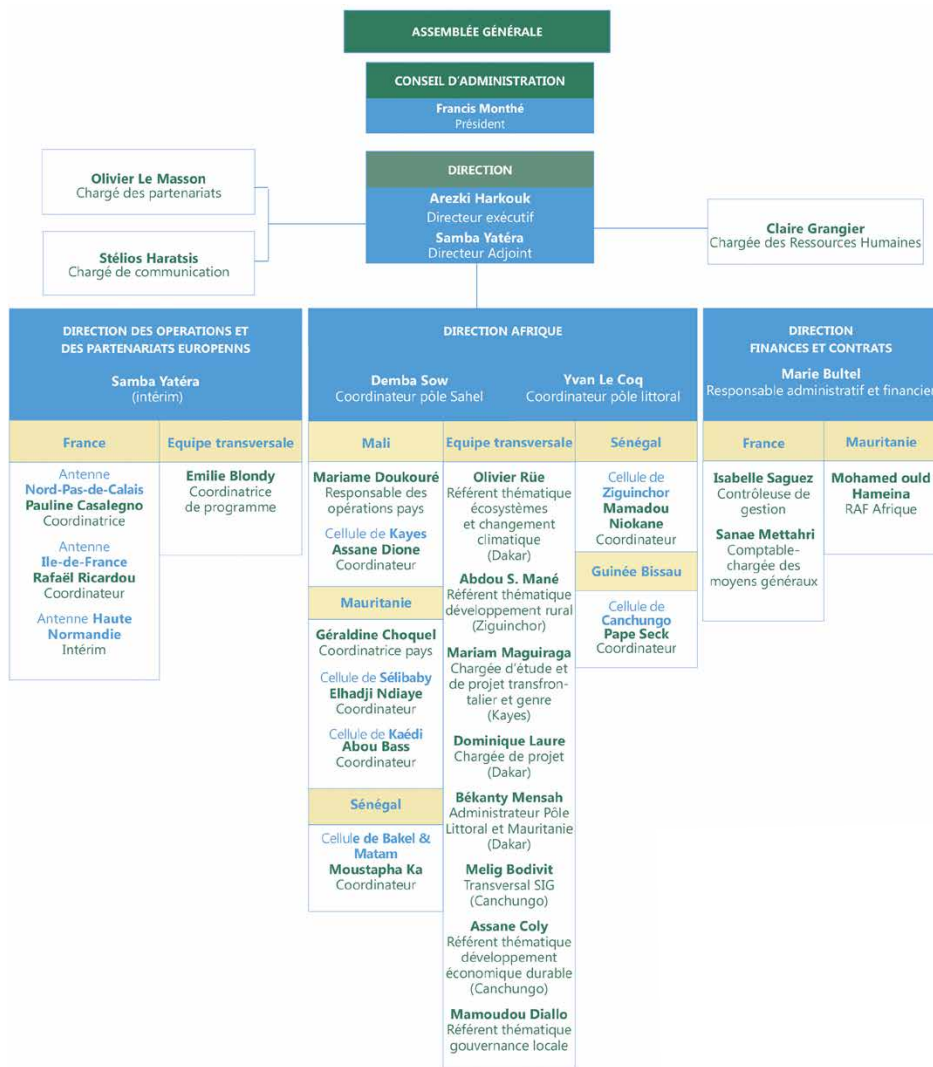 ASSEMBLÉE GÉNÉRALE
CONSEIL D'ADMINISTRATION
Francis Monthé
Président
DIRECTION
Arezki Harkouk
Directeur exécutif
Samba Yatéra
Directeur Adjoint
Olivier Le Masson
Chargé des partenariats
Stélios Haratsis
Chargé de communication
Claire Grangier
Chargée des Ressources Humaines
DIRECTION DES OPERATIONS ET
DES PARTENARIATS EUROPENNS
Samba Yatéra
(intérim)
France
Antenne
Nord-Pas-de-Calais
Pauline Casalegno
Coordinatrice
Antenne
Ile-de-France
Rafaël Ricardou
Coordinateur
Antenne Haute
Normandie
Intérim
Equipe transversale
Emilie Blondy
Coordinatrice
de programme
DIRECTION AFRIQUE
Demba Sow
Coordinateur pôle Sahel
Yvan Le Coq
Coordinateur pôle littoral
Mali
Mariame Doukouré
Responsable des
opérations pays
Cellule de Kayes
Assane Dione
Coordinateur
Mauritanie
Géraldine Choquel
Coordinatrice pays
Cellule de Sélibaby
Elhadji Ndiaye
Coordinateur
Cellule de Kaédi
Abou Bass
Coordinateur
Sénégal
Cellule de Bakel &
Matam
Moustapha Ka
Coordinateur
Equipe transversale
Olivier Rüe
Référent thématique
écosystèmes
et changement
climatique
(Dakar)
Abdou S. Mané
Référent thématique
développement rural
(Ziguinchor)
Mariam Maguiraga
Chargée d'étude et
de projet transfron-
talier et genre
(Kayes)
Dominique Laure
Chargée de projet
(Dakar)
Békanty Mensah
Administrateur Pôle
Littoral et Mauritanie
(Dakar)
Melig Bodivit
Transversal SIG
(Canchungo)
Assane Coly
Référent thématique
développement
économique durable
(Canchungo)
Mamoudou Diallo
Référent thématique
gouvernance locale
Sénégal
Cellule de
Ziguinchor
Mamadou
Niokane
Coordinateur
Guinée Bissau
Cellule de
Canchungo
Pape Seck
Coordinateur
DIRECTION
FINANCES ET CONTRATS
Marie Bultel
Responsable administratif et financier
France
Isabelle Saguez
Contrôleuse de
gestion
Sanae Mettahri
Comptable-
chargée des
moyens généraux
Mauritanie
Mohamed ould
Hameina
RAF Afrique